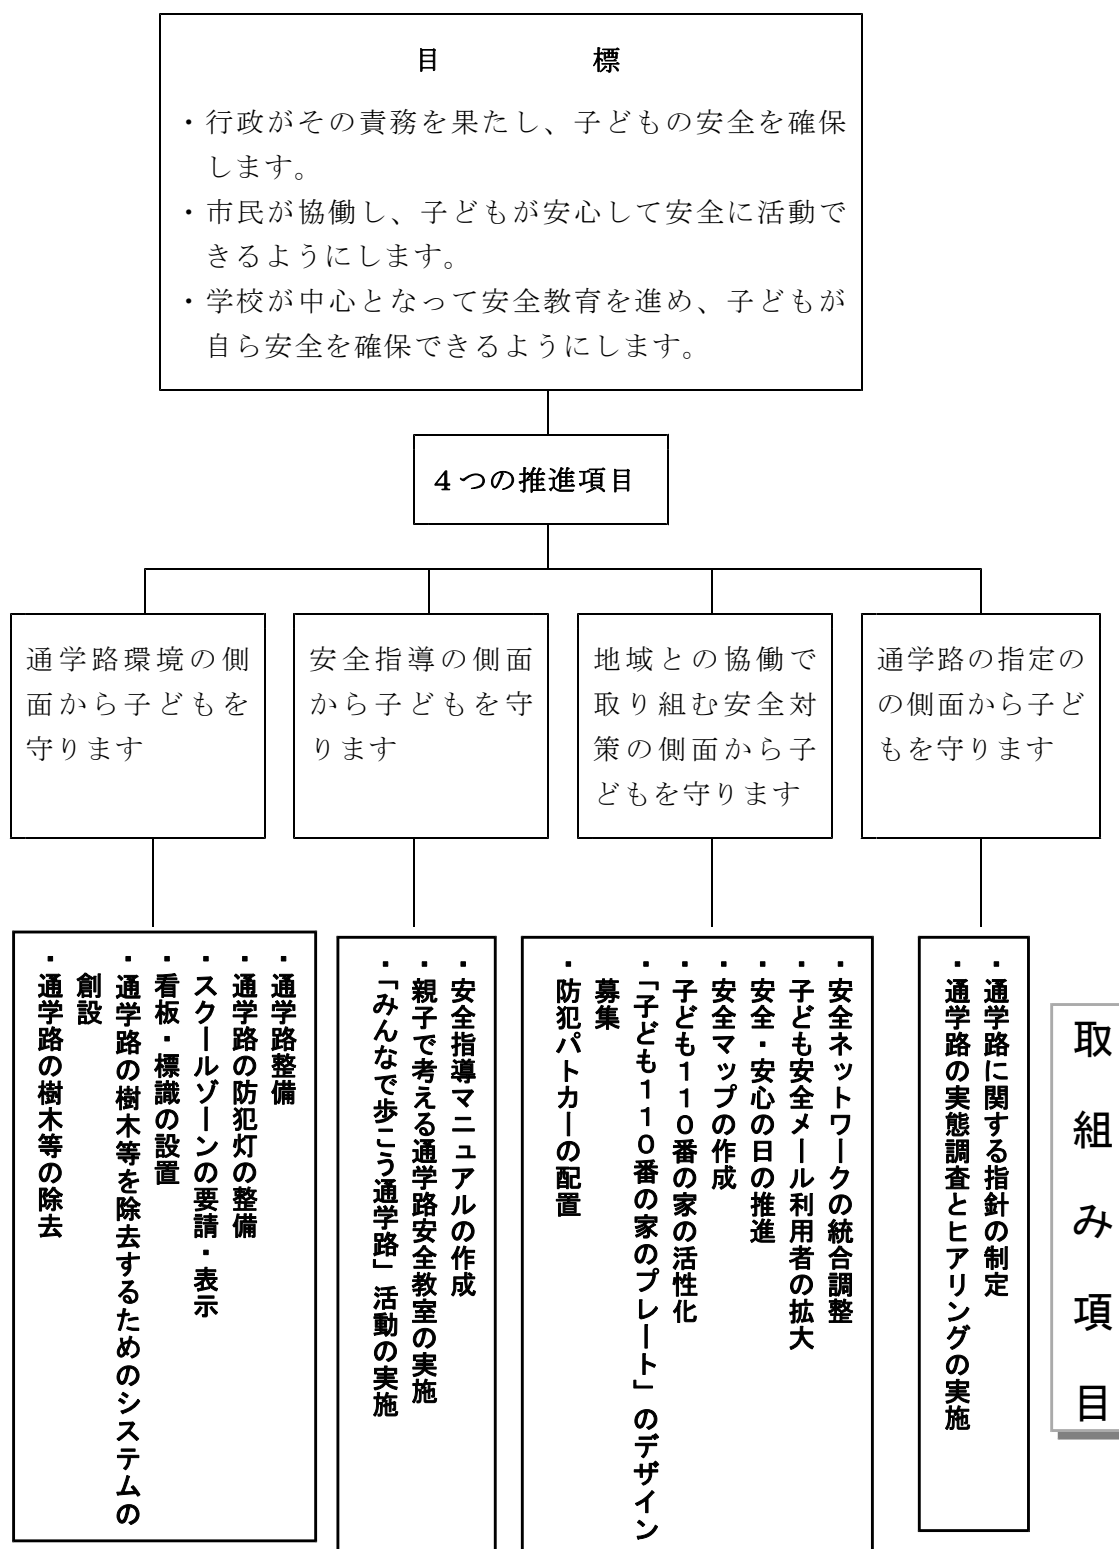 目　標
・行政がその責務を果たし、子どもの安全を確保
します。
・市民が協働し、子どもが安心して安全に活動で
きるようにします。
・学校が中心となって安全教育を進め、子どもが
自ら安全を確保できるようにします。
４つの推進項目
通学路環境の側
面から子どもを
守ります
安全指導の側面
から子どもを守
ります
地域との協働で
取り組む安全対
策の側面から子
どもを守ります
通学路の指定の
の側面から子ど
もを守ります
・通学路整備
・通学路の防犯灯の整備
・スクールゾーンの要請・表示
・看板・標識の設置
・通学路の樹木等を除去するためのシステムの
創設
・通学路の樹木等の除去
・安全指導マニュアルの作成
・親子で考える通学路安全教室の実施
・「みんなで歩こう通学路」活動の実施
・安全ネットワークの統合調整
・子ども安全メール利用者の拡大
・安全・安心の日の推進
・安全マップの作成
・子ども１１０番の家の活性化
・「子ども１１０番の家のプレート」のデザイン
募集
・防犯パトカーの配置
・通学路に関する指針の制定
・通学路の実態調査とヒアリングの実施
取組み項目